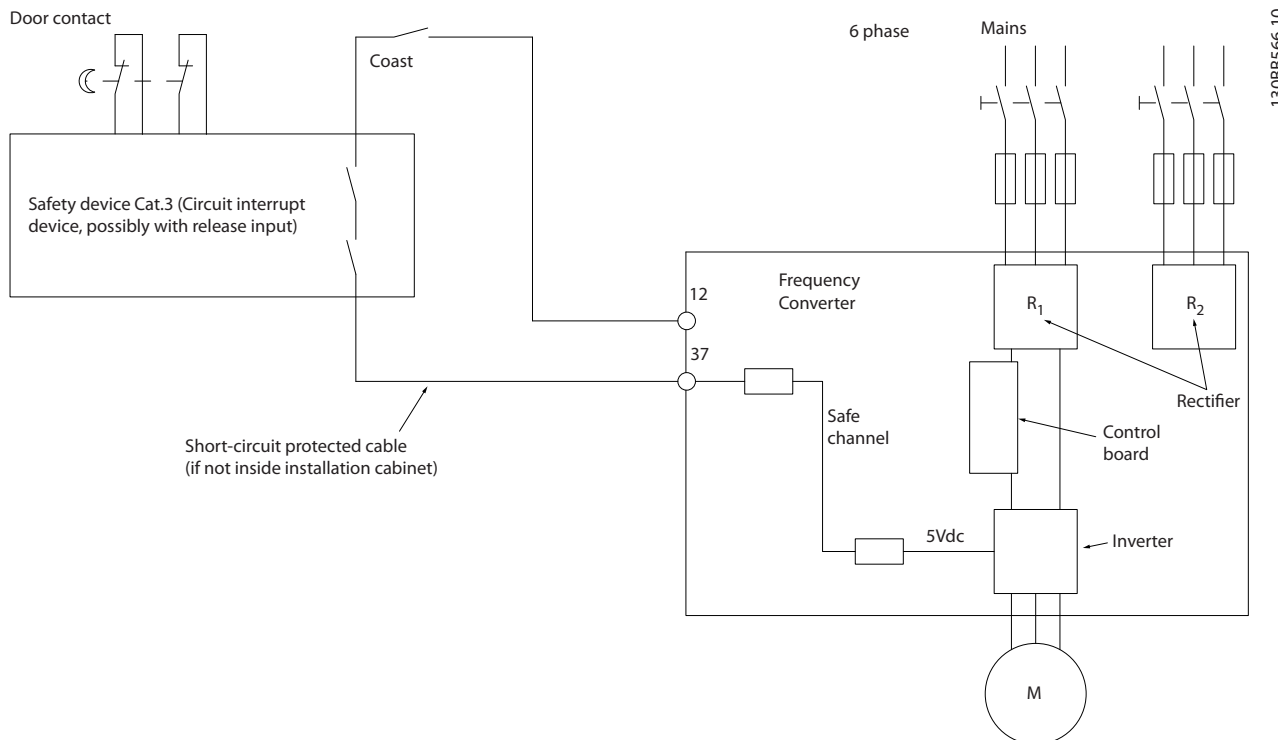 Door contact
Coast
6 phase
Mains
130BB566.10
Safety device Cat.3 (Circuit interrupt
device, possibly with release input)
12
Frequency
Converter
R1
R2
37
Rectifier
Safe
channel
Control
board
Short-circuit protected cable
(if not inside installation cabinet)
5Vdc
Inverter
M